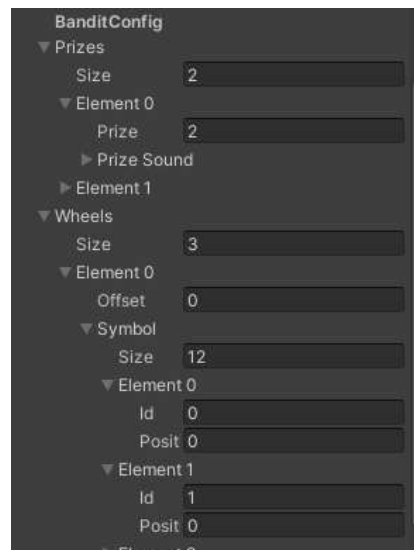 BanditConfig
Prizes
Size 2
Element 0
Prize 2
Prize Sound
Element 1
Wheels
Size 3
Element 0
Offset 0
Symbol
Size 12
Element 0
Id 0
Posit 0
Element 1
Id 1
Posit 0